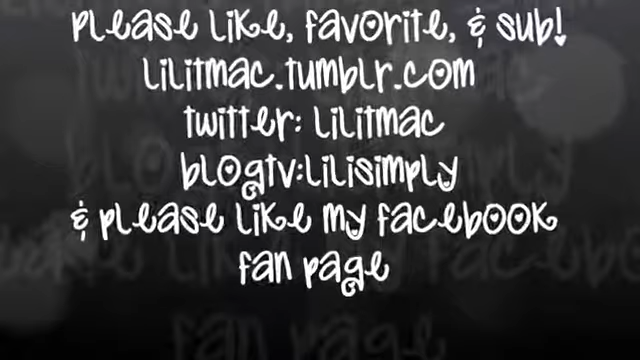 please like, favorite, & sub!
lilitmac.tumblr.com
twitter: lilitmac
blogtv:lilisimply
& please like my facebook
fan page